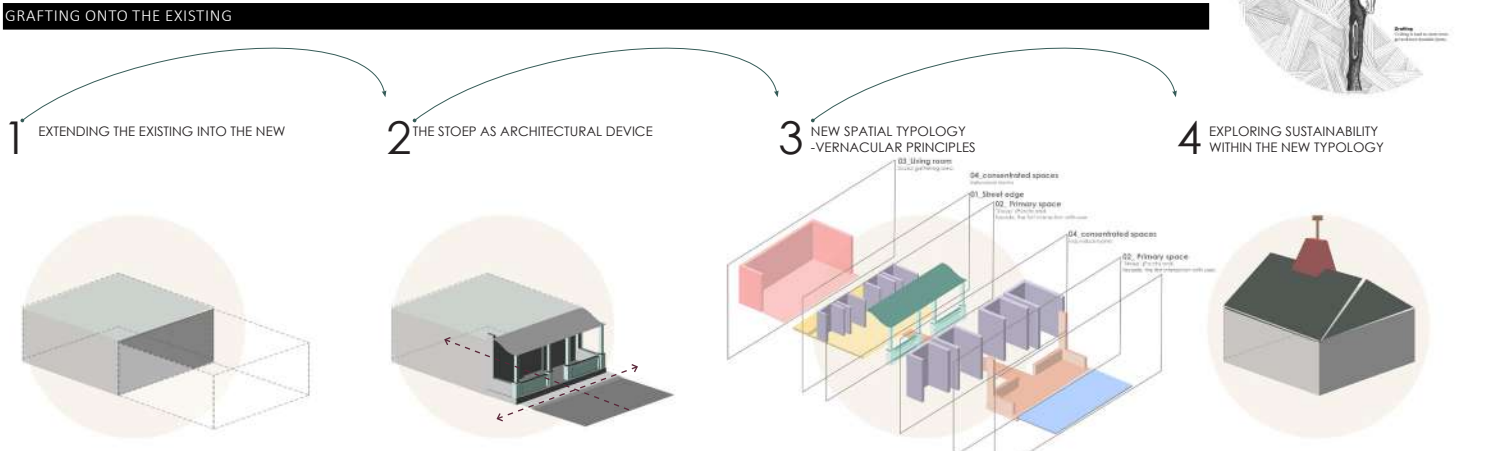 GRAFTING ONTO THE EXISTING
Grafting
1 EXTENDING THE EXISTING INTO THE NEW
2 THE STOEP AS ARCHITECTURAL DEVICE
3 NEW SPATIAL TYPOLOGY
-VERNACULAR PRINCIPLES
4 EXPLORING SUSTAINABILITY
WITHIN THE NEW TYPOLOGY
03_Living room
04_consentrated spaces
01_Street edge
02_ Primary space
04_consentrated spaces
02_ Primary space